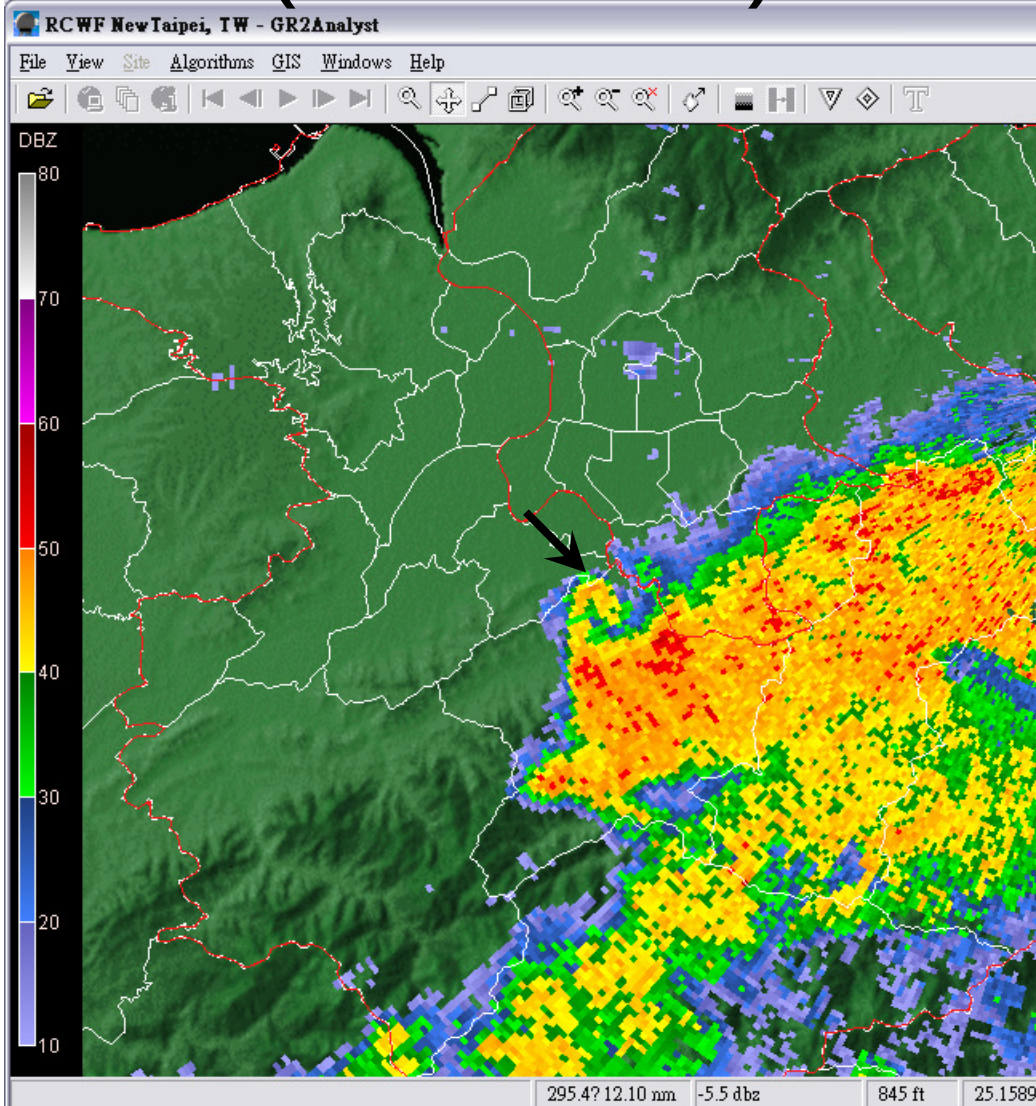 RCWF NewTaipei, TW - GR2Analyst
File View Site Algorithms GIS Windows Help
DBZ
80
70
60
50
40
30
20
10
295.4? 12.10 nm -5.5 dbz 845 ft 25.1589